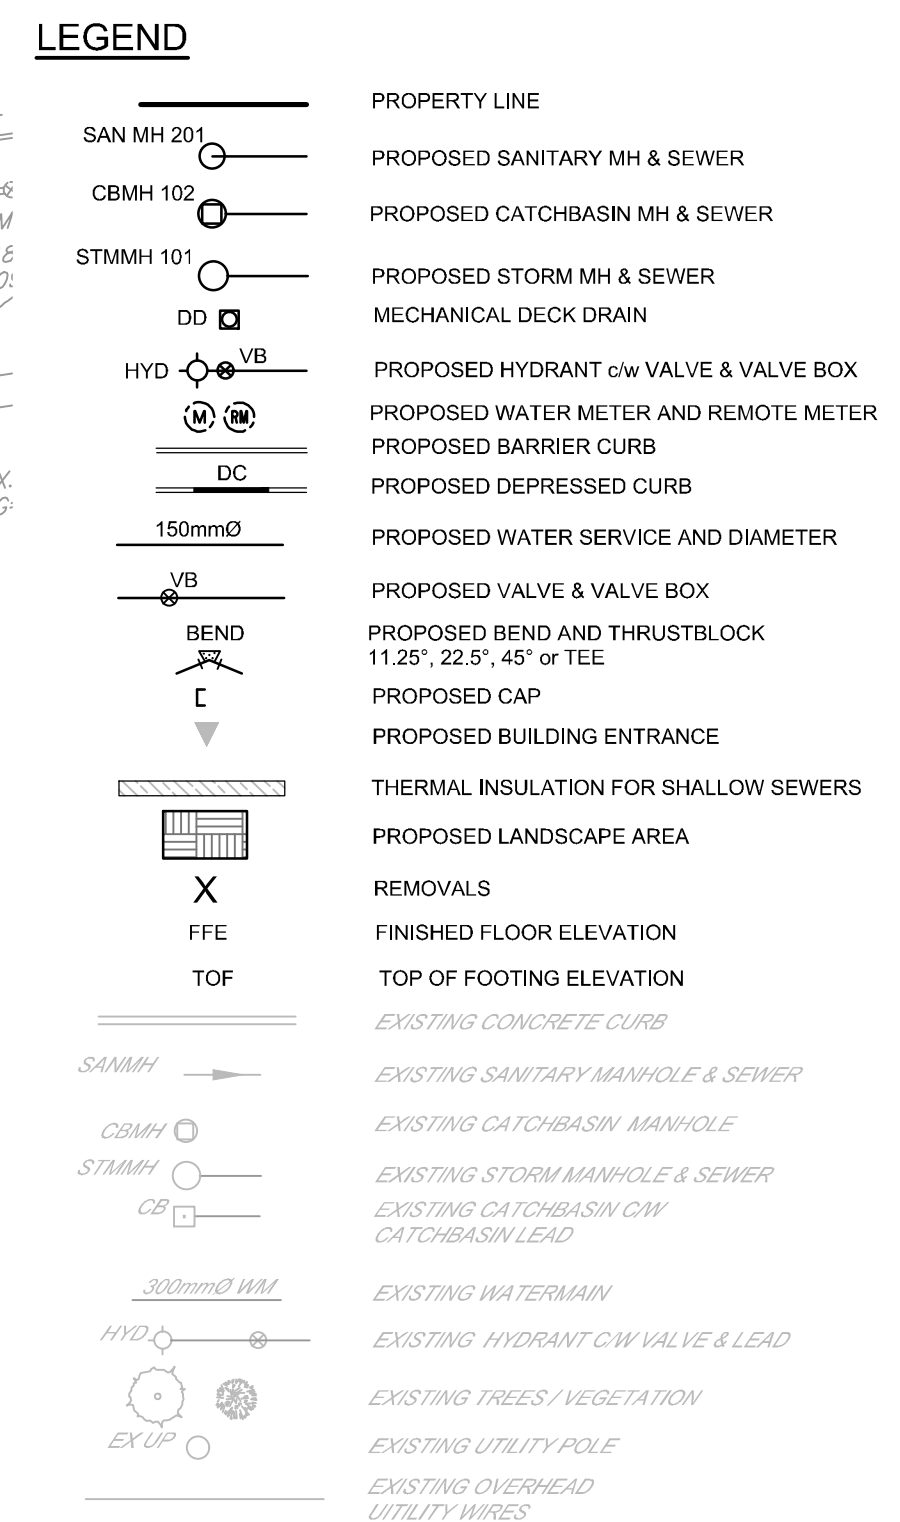 LEGEND
PROPERTY LINE
SAN MH 201
PROPOSED SANITARY MH & SEWER
CBMH 102
PROPOSED CATCHBASIN MH & SEWER
STMMH 101
PROPOSED STORM MH & SEWER
DD
MECHANICAL DECK DRAIN
HYD VB
PROPOSED HYDRANT c/w VALVE & VALVE BOX
M RM
PROPOSED WATER METER AND REMOTE METER
PROPOSED BARRIER CURB
DC
PROPOSED DEPRESSED CURB
150mmØ
PROPOSED WATER SERVICE AND DIAMETER
VB
PROPOSED VALVE & VALVE BOX
BEND
PROPOSED BEND AND THRUSTBLOCK
11.25°, 22.5°, 45° or TEE
PROPOSED CAP
PROPOSED BUILDING ENTRANCE
THERMAL INSULATION FOR SHALLOW SEWERS
PROPOSED LANDSCAPE AREA
X
REMOVALS
FFE
FINISHED FLOOR ELEVATION
TOF
TOP OF FOOTING ELEVATION
EXISTING CONCRETE CURB
SANMH
EXISTING SANITARY MANHOLE & SEWER
CBMH
EXISTING CATCHBASIN MANHOLE
STMMH
EXISTING STORM MANHOLE & SEWER
CB
EXISTING CATCHBASIN C/W
CATCHBASIN LEAD
300mmØ WM
EXISTING WATERMAIN
HYD
EXISTING HYDRANT C/W VALVE & LEAD
EXISTING TREES / VEGETATION
EX UP
EXISTING UTILITY POLE
EXISTING OVERHEAD
UITILITY WIRES